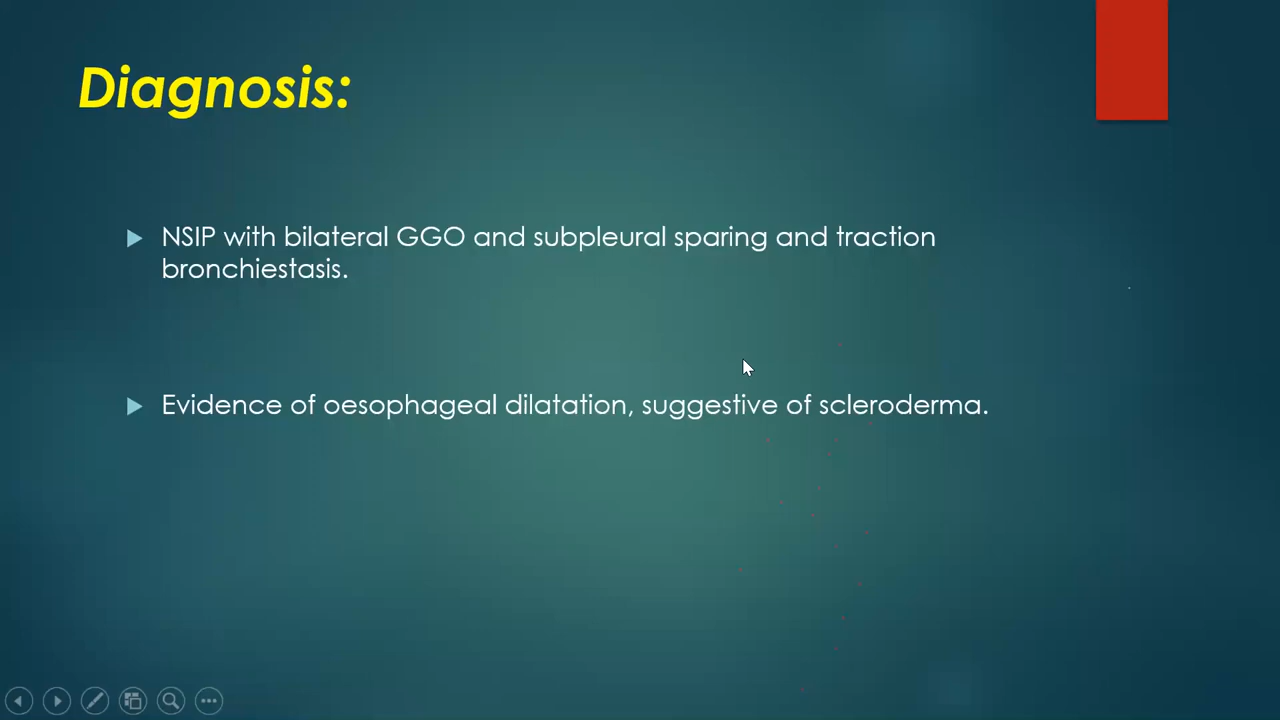 Diagnosis:
NSIP with bilateral GGO and subpleural sparing and traction
bronchiestasis.
Evidence of oesophageal dilatation, suggestive of scleroderma.